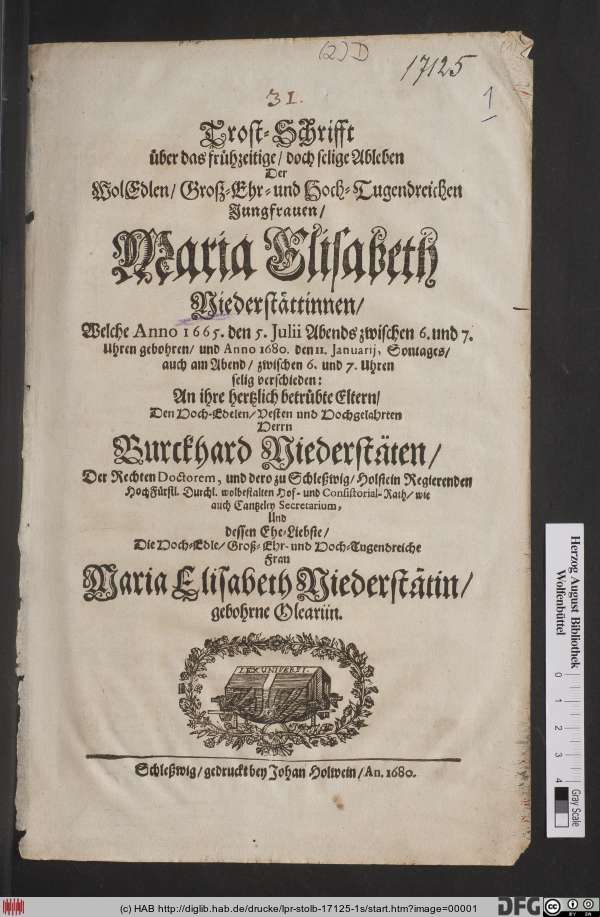 (2) D
17125
1
31.
Trost-Schrifft
über das frühzeitige / doch selige Ableben
Der
WolEdlen / Groß-Ehr- und Hoch-Tugendreichen
Jungfrauen /
Maria Elisabeth
Niederstättinnen /
Welche Anno 1665. den 5. Julii Abends zwischen 6. und 7.
Uhren gebohren / und Anno 1680. den 11. Januarij, Sontages /
auch am Abend / zwischen 6. und 7. Uhren
selig verschieden:
An ihre hertzlich betrübte Eltern /
Den Hoch-Edelen / Vesten und Hochgelahrten
Herrn
Burckhard Niederstäten /
Der Rechten Doctorem, und dero zu Schleßwig / Holstein Regierenden
HochFürstl. Durchl. wolbestalten Hof- und Consistorial-Rath / wie
auch Cantzeley Secretarium,
Und
dessen Ehe-Liebste /
Die Hoch-Edle / Groß-Ehr- und Hoch-Tugendreiche
Frau
Maria Elisabeth Niederstätin /
gebohrne Oleariin.
LEX UNIVERSI.
Schleßwig / gedruckt bey Johan Holwein / An. 1680.
Herzog August Bibliothek
Wolfenbüttel
0 1 2 3 4
Gray Scale
(c) HAB http://diglib.hab.de/drucke/lpr-stolb-17125-1s/start.htm?image=00001
DFG
CC BY SA